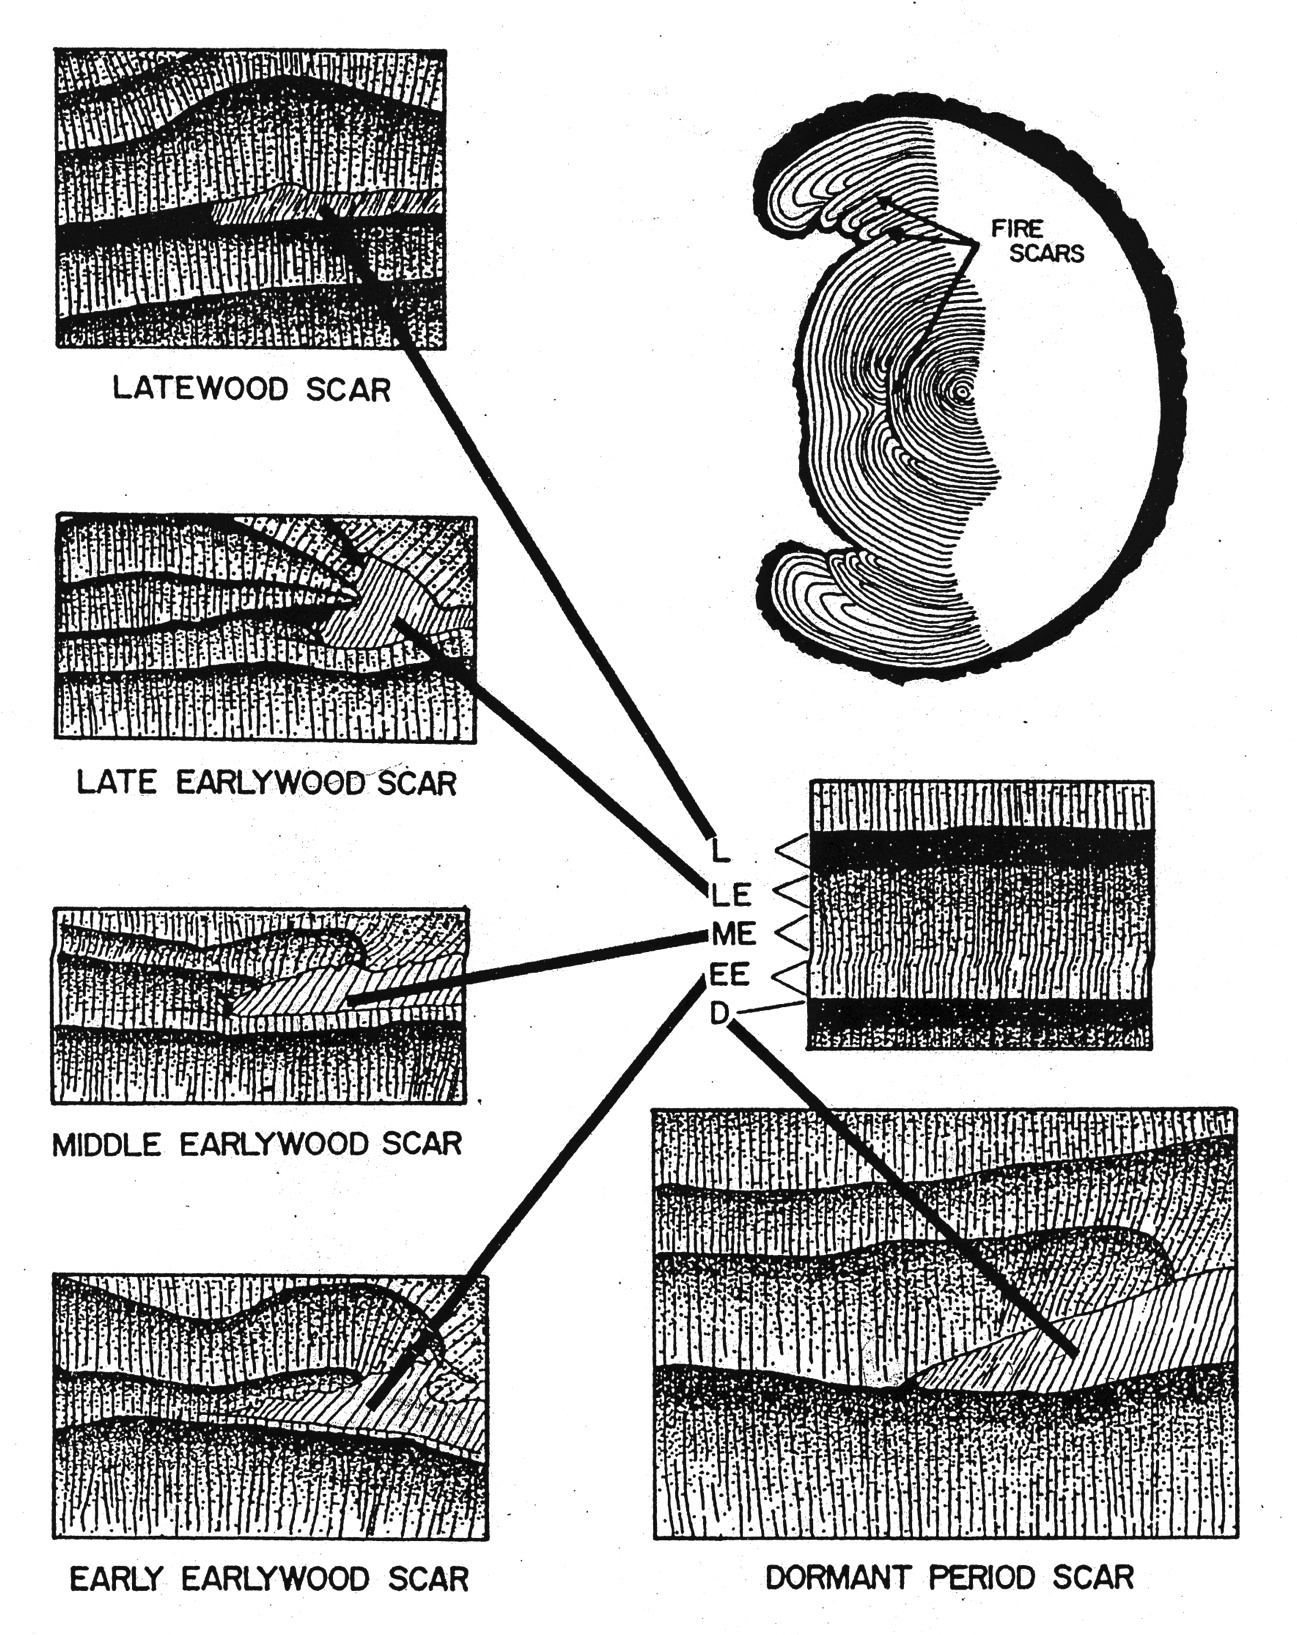 FIRE
SCARS
LATEWOOD SCAR
LATE EARLYWOOD SCAR
L
LE
ME
EE
D
MIDDLE EARLYWOOD SCAR
EARLY EARLYWOOD SCAR
DORMANT PERIOD SCAR